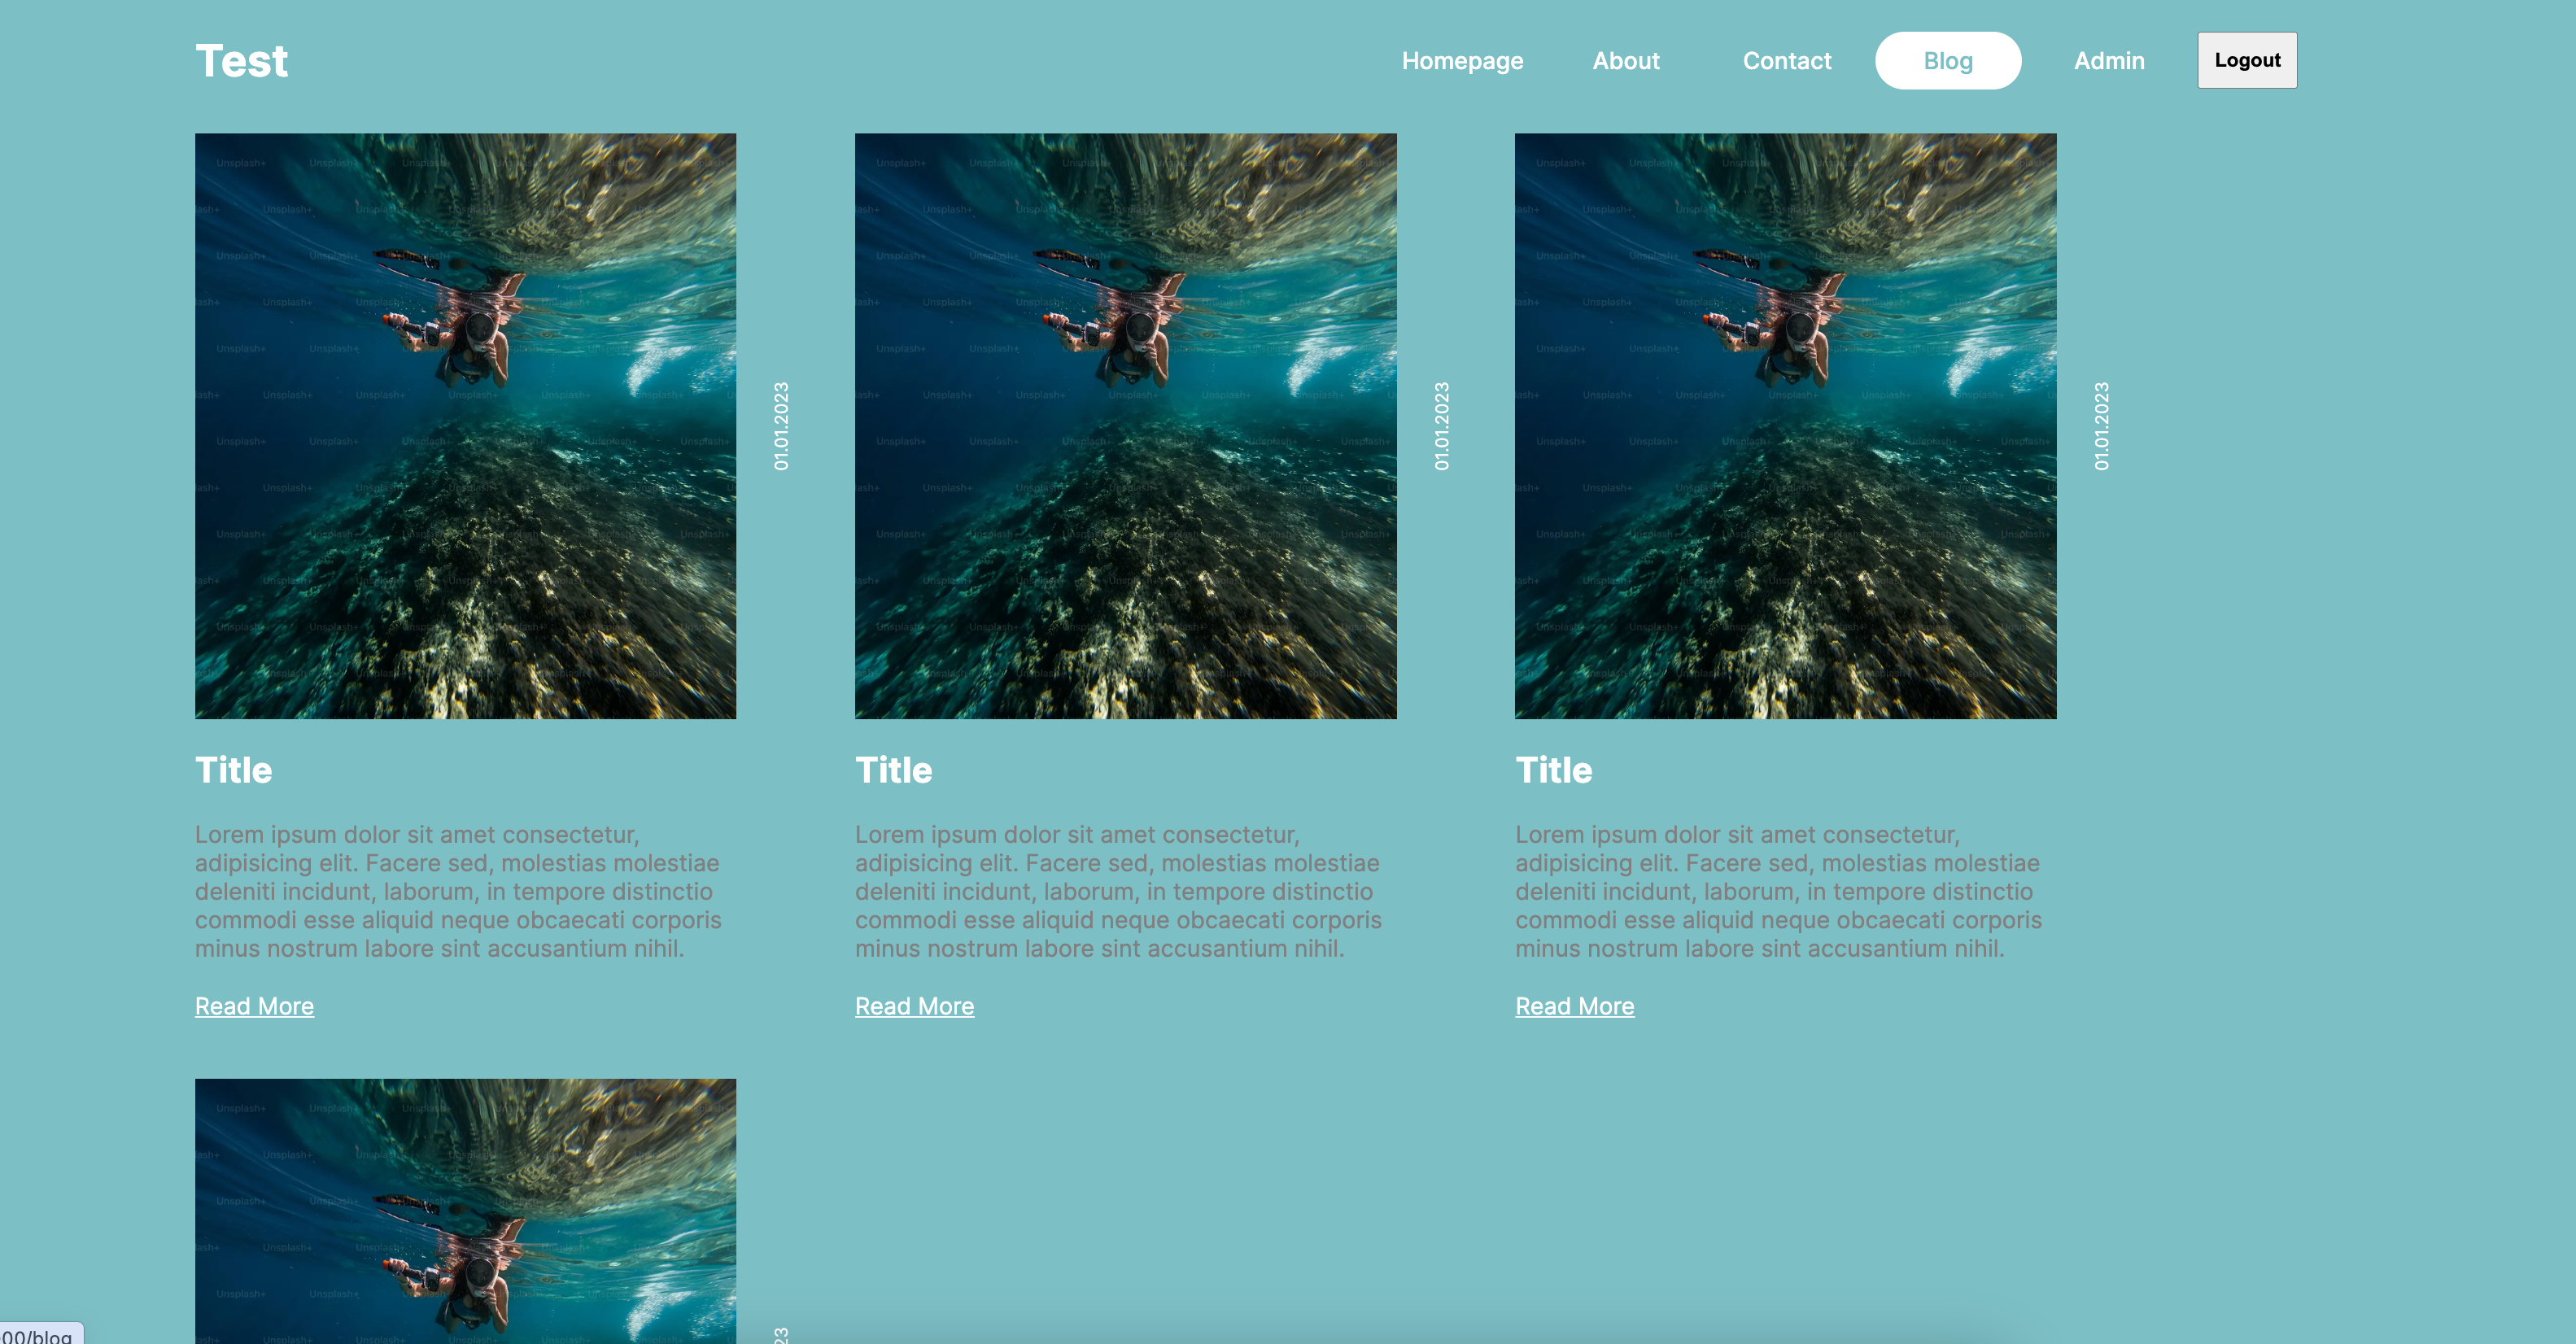 Test
Homepage
About
Contact
Blog
Admin
Logout
01.01.2023
01.01.2023
01.01.2023
Title
Title
Title
Lorem ipsum dolor sit amet consectetur,
adipisicing elit. Facere sed, molestias molestiae
deleniti incidunt, laborum, in tempore distinctio
commodi esse aliquid neque obcaecati corporis
minus nostrum labore sint accusantium nihil.
Lorem ipsum dolor sit amet consectetur,
adipisicing elit. Facere sed, molestias molestiae
deleniti incidunt, laborum, in tempore distinctio
commodi esse aliquid neque obcaecati corporis
minus nostrum labore sint accusantium nihil.
Lorem ipsum dolor sit amet consectetur,
adipisicing elit. Facere sed, molestias molestiae
deleniti incidunt, laborum, in tempore distinctio
commodi esse aliquid neque obcaecati corporis
minus nostrum labore sint accusantium nihil.
Read More
Read More
Read More
00/blog
23